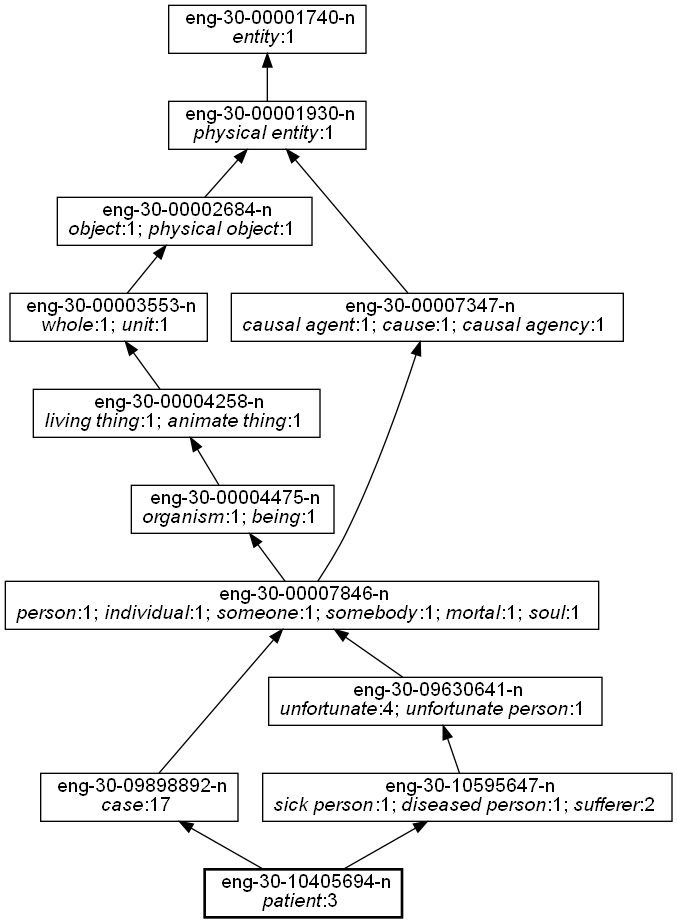 eng-30-00001740-n
entity:1
eng-30-00001930-n
physical entity:1
eng-30-00002684-n
object:1; physical object:1
eng-30-00003553-n
whole:1; unit:1
eng-30-00007347-n
causal agent:1; cause:1; causal agency:1
eng-30-00004258-n
living thing:1; animate thing:1
eng-30-00004475-n
organism:1; being:1
eng-30-00007846-n
person:1; individual:1; someone:1; somebody:1; mortal:1; soul:1
eng-30-09630641-n
unfortunate:4; unfortunate person:1
eng-30-09898892-n
case:17
eng-30-10595647-n
sick person:1; diseased person:1; sufferer:2
eng-30-10405694-n
patient:3